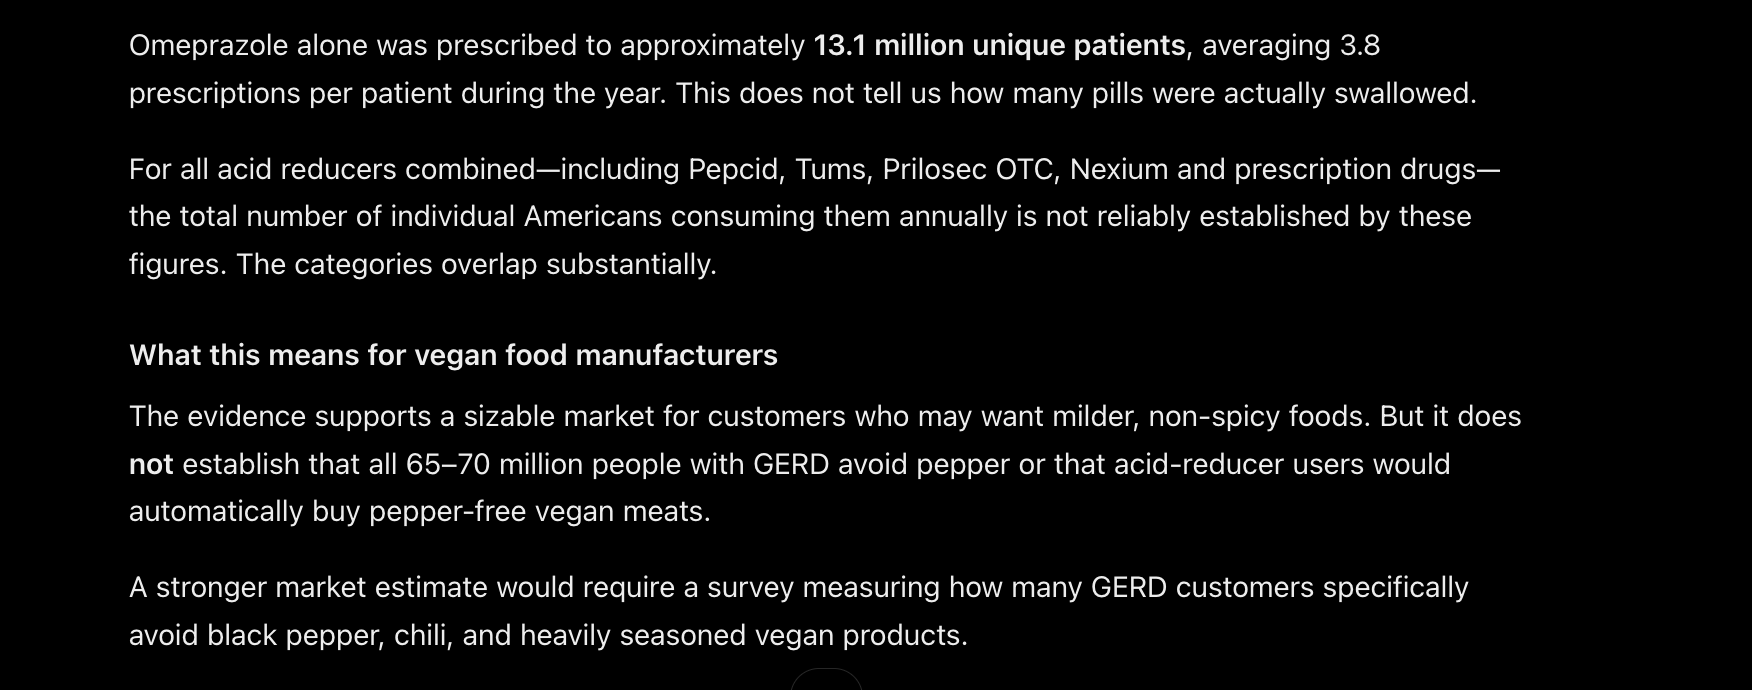 Omeprazole alone was prescribed to approximately 13.1 million unique patients, averaging 3.8
prescriptions per patient during the year. This does not tell us how many pills were actually swallowed.
For all acid reducers combined—including Pepcid, Tums, Prilosec OTC, Nexium and prescription drugs—
the total number of individual Americans consuming them annually is not reliably established by these
figures. The categories overlap substantially.
What this means for vegan food manufacturers
The evidence supports a sizable market for customers who may want milder, non-spicy foods. But it does
not establish that all 65–70 million people with GERD avoid pepper or that acid-reducer users would
automatically buy pepper-free vegan meats.
A stronger market estimate would require a survey measuring how many GERD customers specifically
avoid black pepper, chili, and heavily seasoned vegan products.